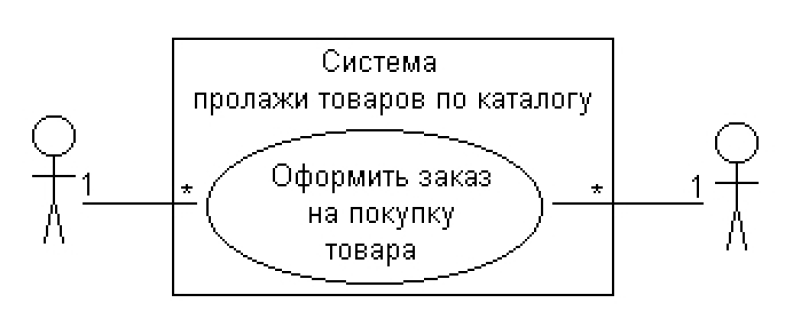 Система
пролажи товаров по каталогу
1
*
Оформить заказ
на покупку
товара
*
1